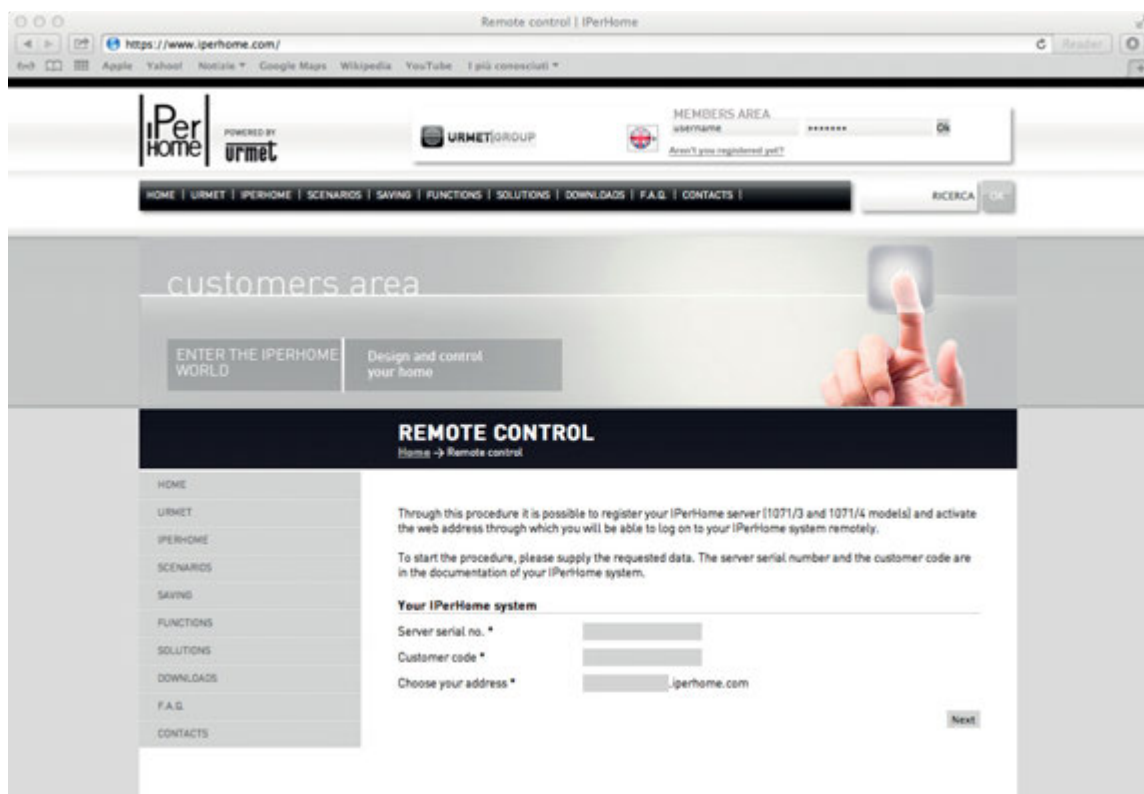 Remote control | IPerHome
https://www.iperhome.com/
Reader
Apple Yahoo! Notizie Google Maps Wikipedia YouTube I più conosciuti
iPer Home
POWERED BY
urmet
URMET|GROUP
MEMBERS AREA
username ••••••• Ok
Aren't you registered yet?
HOME | URMET | IPERHOME | SCENARIOS | SAVING | FUNCTIONS | SOLUTIONS | DOWNLOADS | F.A.Q. | CONTACTS |
RICERCA OK
customers area
ENTER THE IPERHOME WORLD
Design and control
your home
REMOTE CONTROL
Home → Remote control
HOME
URMET
IPERHOME
SCENARIOS
SAVING
FUNCTIONS
SOLUTIONS
DOWNLOADS
F.A.Q.
CONTACTS
Through this procedure it is possible to register your IPerHome server (1071/3 and 1071/4 models) and activate
the web address through which you will be able to log on to your IPerHome system remotely.
To start the procedure, please supply the requested data. The server serial number and the customer code are
in the documentation of your IPerHome system.
Your IPerHome system
Server serial no. *
Customer code *
Choose your address * .iperhome.com
Next